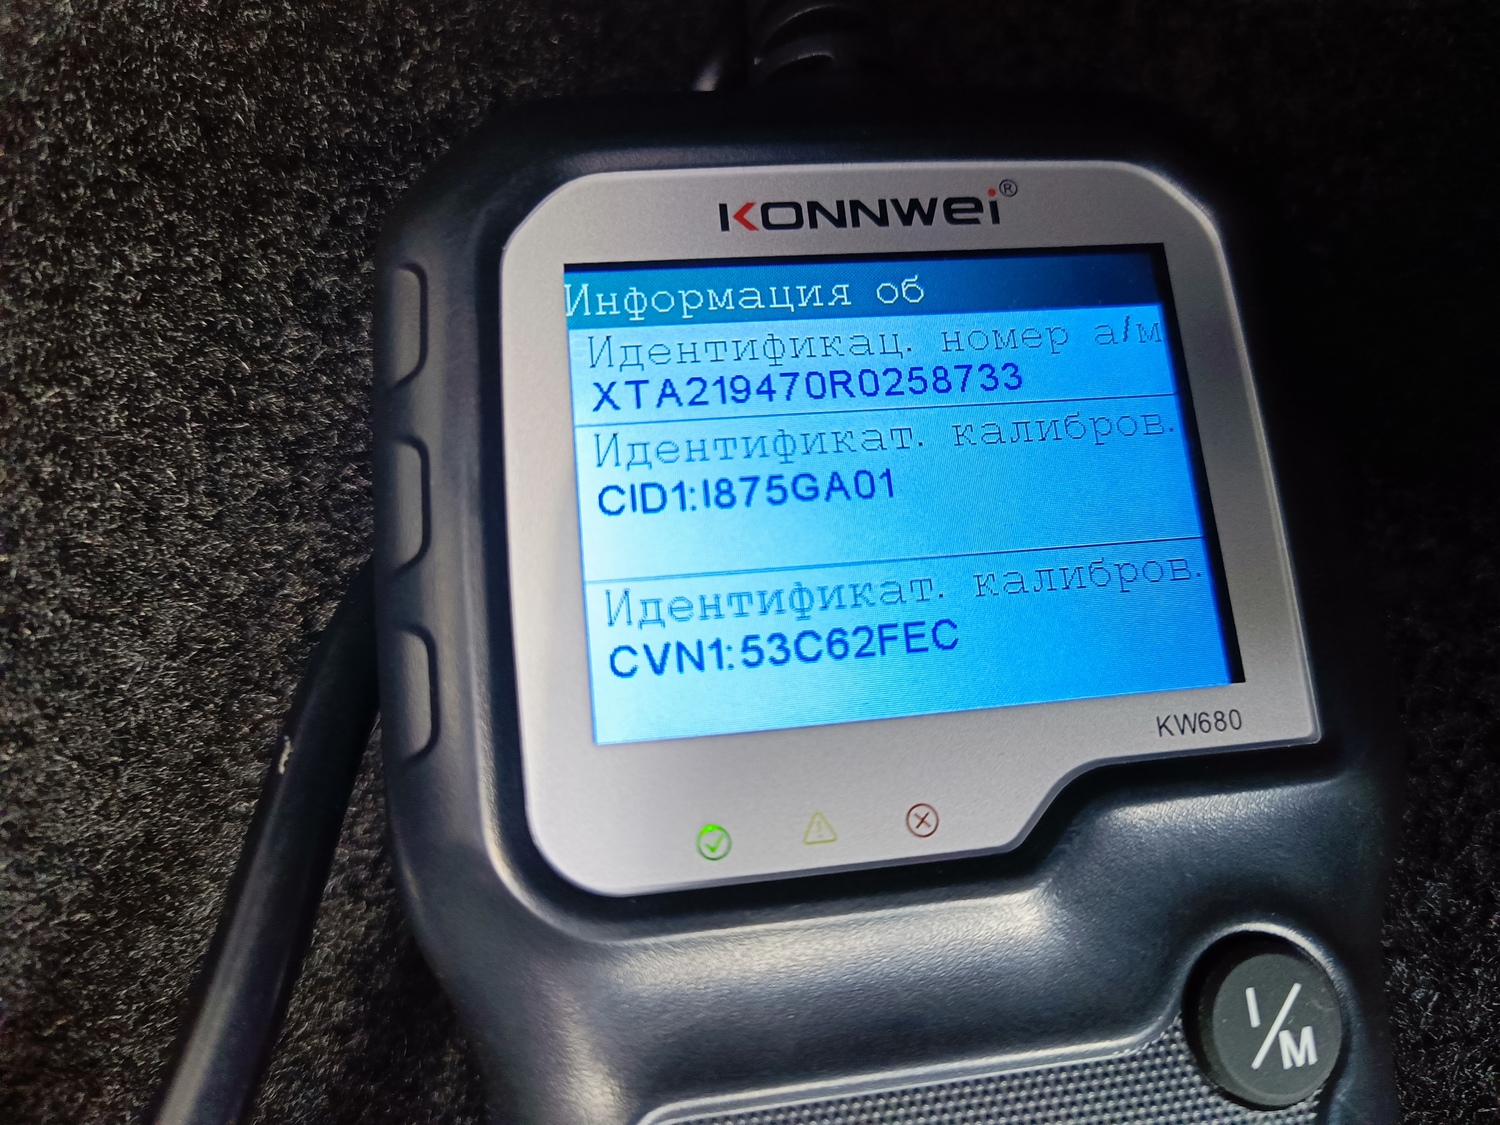 KONNWEI®
Информация об
Идентификац. номер а/м
XTA219470R0258733
Идентификат. калибров.
CID1:I875GA01
Идентификат. калибров.
CVN1:53C62FEC
KW680
I/M